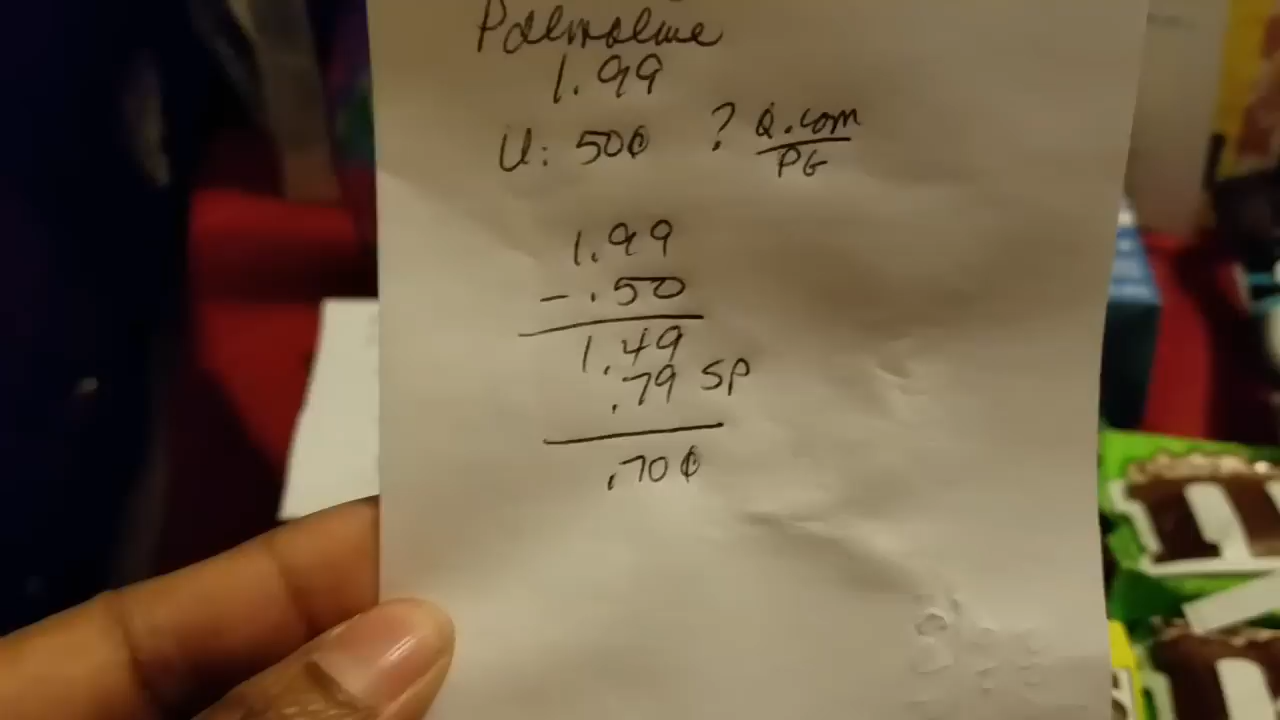 Palmolive
1.99
U: 50¢ ? Q.com
PG
1.99
- .50
1.49
.79 SP
.70¢